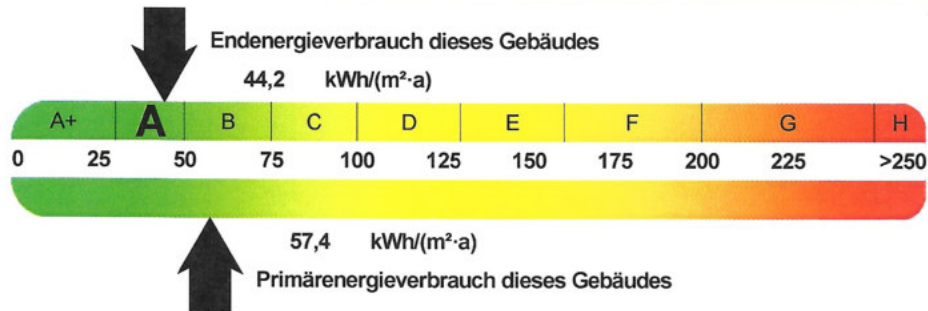 Endenergieverbrauch dieses Gebäudes
44,2 kWh/(m²·a)
A+ A B C D E F G H
0 25 50 75 100 125 150 175 200 225 >250
57,4 kWh/(m²·a)
Primärenergieverbrauch dieses Gebäudes